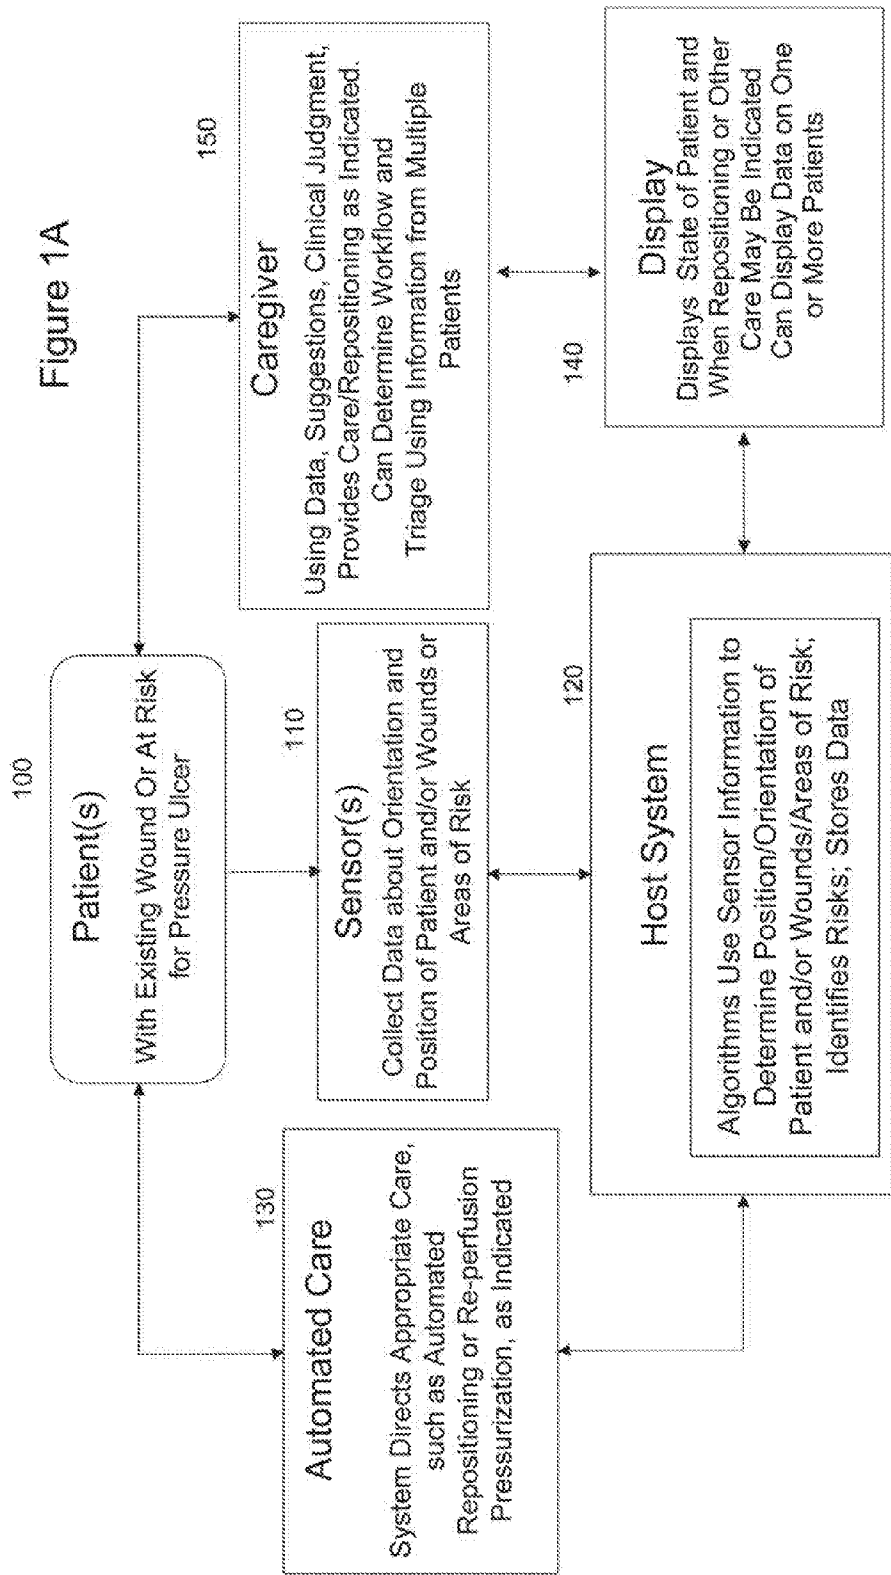 Figure 1A
100
Patient(s)
With Existing Wound Or At Risk
for Pressure Ulcer
130
Automated Care
System Directs Appropriate Care,
such as Automated
Repositioning or Re-perfusion
Pressurization, as Indicated
110
Sensor(s)
Collect Data about Orientation and
Position of Patient and/or Wounds or
Areas of Risk
150
Caregiver
Using Data, Suggestions, Clinical Judgment,
Provides Care/Repositioning as Indicated.
Can Determine Workflow and
Triage Using Information from Multiple
Patients
120
Host System
Algorithms Use Sensor Information to
Determine Position/Orientation of
Patient and/or Wounds/Areas of Risk;
Identifies Risks; Stores Data
140
Display
Displays State of Patient and
When Repositioning or Other
Care May Be Indicated
Can Display Data on One
or More Patients